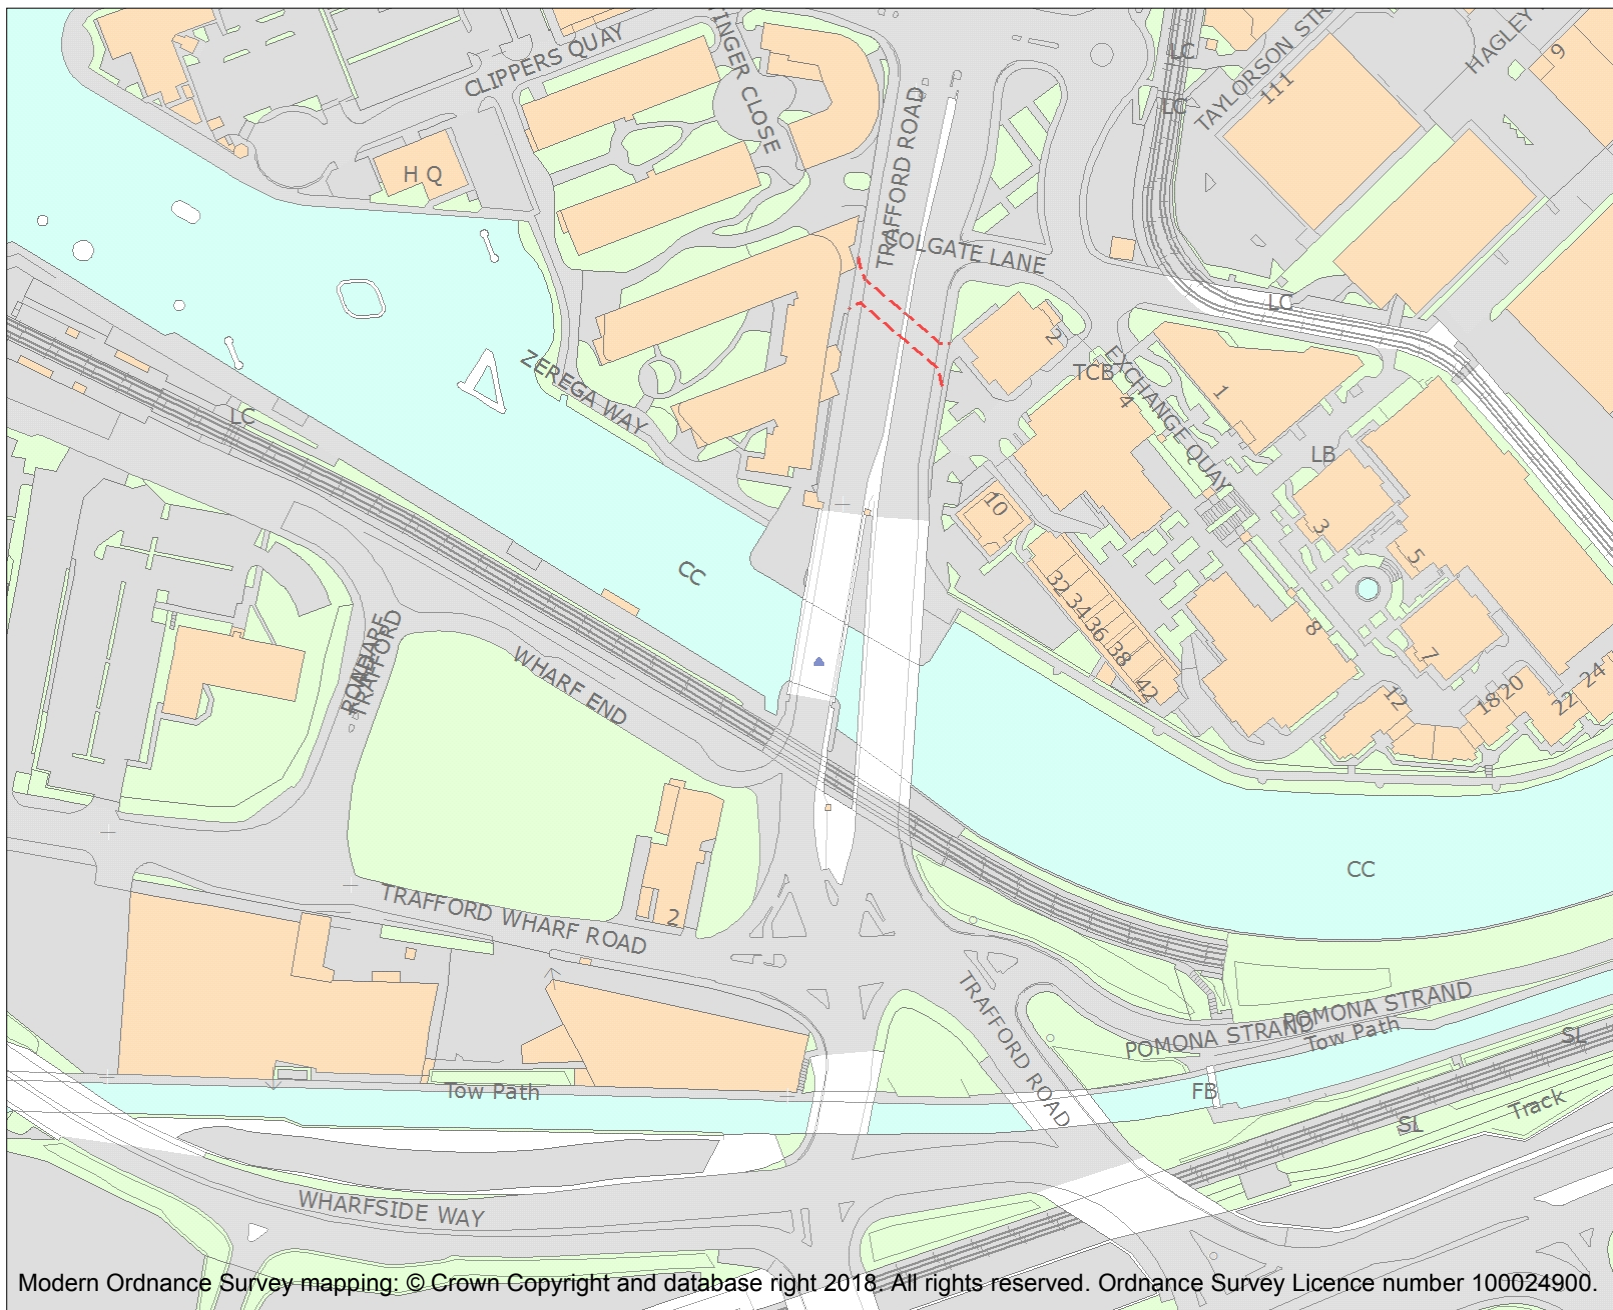 CLIPPERS QUAY
TINGER CLOSE
TRAFFORD ROAD
LC
LC
TAYLORSON STR
111
HAGLEY
9
H Q
COLGATE LANE
LC
ZEREGA WAY
2
TCB
4
EXCHANGE QUAY
1
LB
LC
10
3
5
CC
32
34
36
38
42
8
7
12
18
20
22
24
TRAFFORD
WHARF
ROAD
WHARF END
2
CC
TRAFFORD WHARF ROAD
TRAFFORD ROAD
POMONA STRAND
POMONA STRAND
Tow Path
SL
FB
Tow Path
SL
Track
WHARFSIDE WAY
Modern Ordnance Survey mapping: © Crown Copyright and database right 2018. All rights reserved. Ordnance Survey Licence number 100024900.